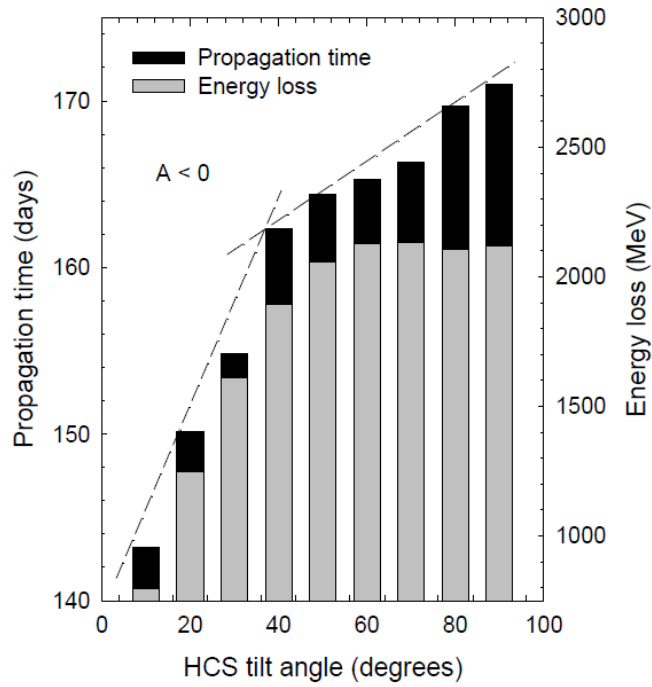 Propagation time
Energy loss
A < 0
Propagation time (days)
170
160
150
140
3000
2500
2000
1500
1000
Energy loss (MeV)
0 20 40 60 80 100
HCS tilt angle (degrees)